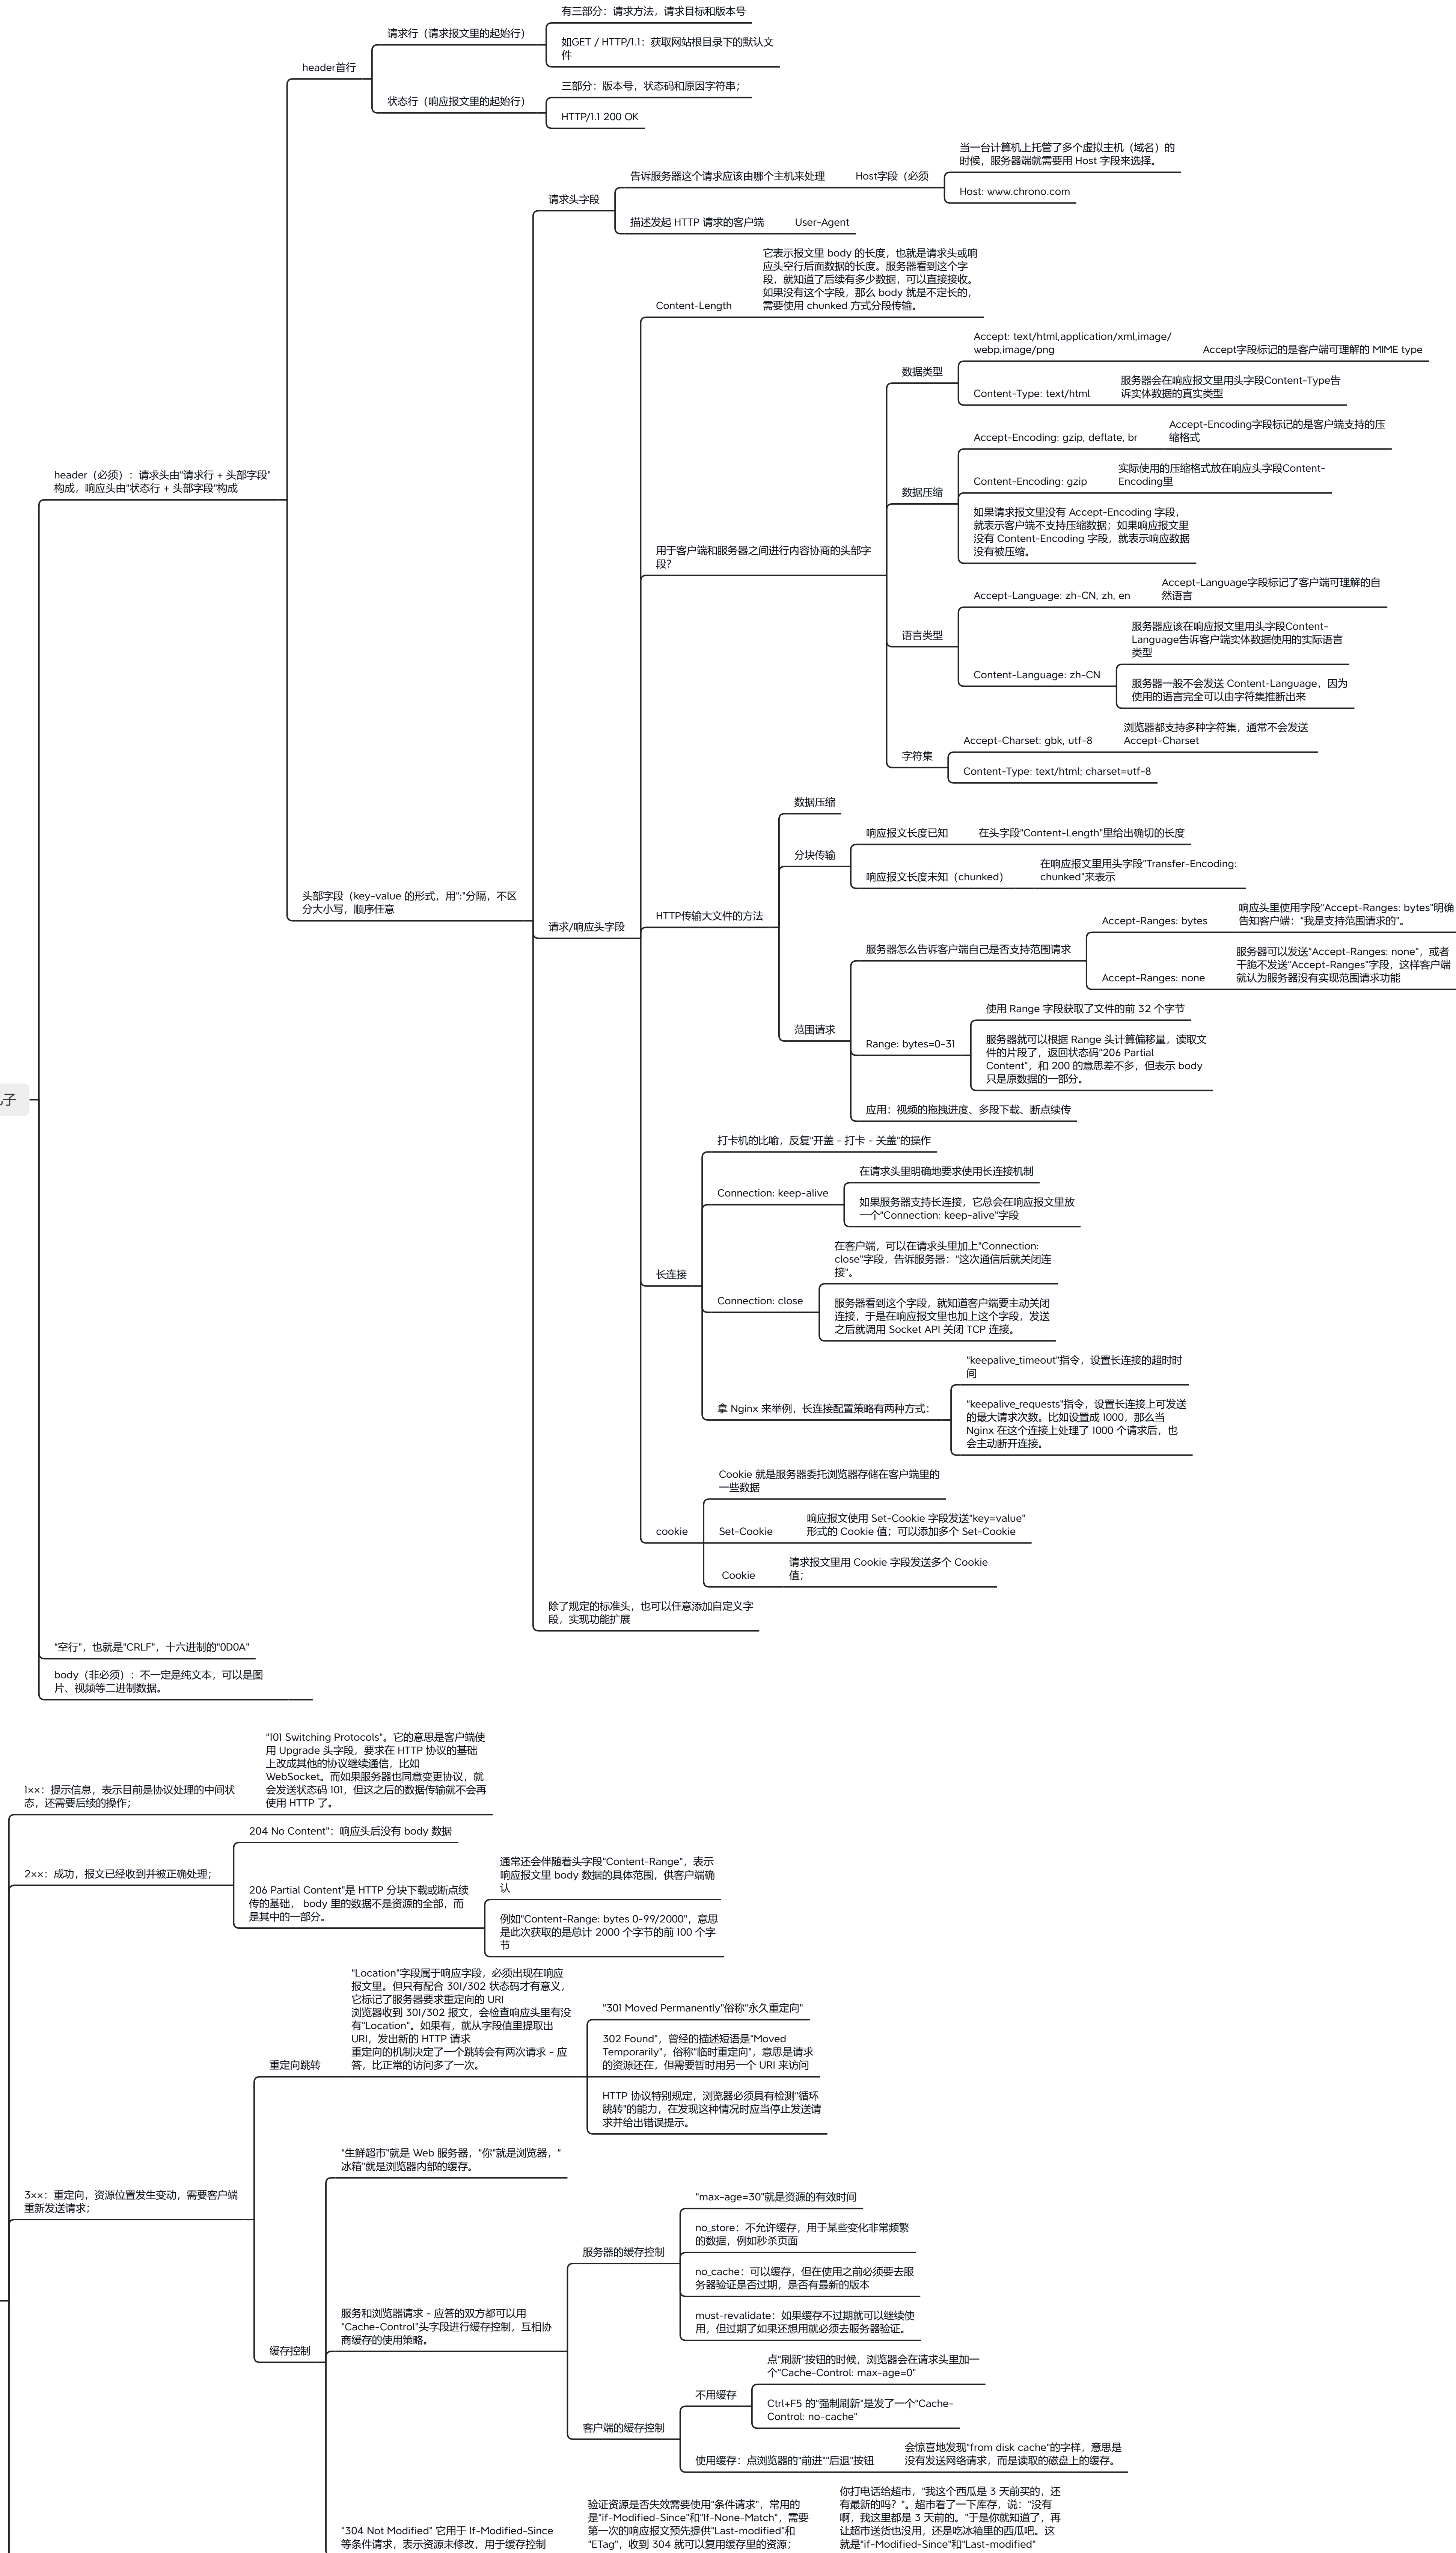 有三部分：请求方法，请求目标和版本号
请求行（请求报文里的起始行）
如GET / HTTP/1.1：获取网站根目录下的默认文
件
header首行
三部分：版本号，状态码和原因字符串；
状态行（响应报文里的起始行）
HTTP/1.1 200 OK
当一台计算机上托管了多个虚拟主机（域名）的
时候，服务器端就需要用 Host 字段来选择。
告诉服务器这个请求应该由哪个主机来处理
Host字段（必须
Host: www.chrono.com
请求头字段
描述发起 HTTP 请求的客户端
User-Agent
它表示报文里 body 的长度，也就是请求头或响
应头空行后面数据的长度。服务器看到这个字
段，就知道了后续有多少数据，可以直接接收。
如果没有这个字段，那么 body 就是不定长的，
需要使用 chunked 方式分段传输。
Content-Length
Accept: text/html,application/xml,image/
webp,image/png
Accept字段标记的是客户端可理解的 MIME type
数据类型
Content-Type: text/html
服务器会在响应报文里用头字段Content-Type告
诉实体数据的真实类型
Accept-Encoding: gzip, deflate, br
Accept-Encoding字段标记的是客户端支持的压
缩格式
Content-Encoding: gzip
实际使用的压缩格式放在响应头字段Content-
Encoding里
数据压缩
如果请求报文里没有 Accept-Encoding 字段，
就表示客户端不支持压缩数据；如果响应报文里
没有 Content-Encoding 字段，就表示响应数据
没有被压缩。
header（必须）：请求头由"请求行 + 头部字段"
构成，响应头由"状态行 + 头部字段"构成
用于客户端和服务器之间进行内容协商的头部字
段？
Accept-Language: zh-CN, zh, en
Accept-Language字段标记了客户端可理解的自
然语言
语言类型
服务器应该在响应报文里用头字段Content-
Language告诉客户端实体数据使用的实际语言
类型
Content-Language: zh-CN
服务器一般不会发送 Content-Language，因为
使用的语言完全可以由字符集推断出来
Accept-Charset: gbk, utf-8
浏览器都支持多种字符集，通常不会发送
Accept-Charset
字符集
Content-Type: text/html; charset=utf-8
数据压缩
响应报文长度已知
在头字段"Content-Length"里给出确切的长度
分块传输
响应报文长度未知（chunked）
在响应报文里用头字段"Transfer-Encoding:
chunked"来表示
头部字段（key-value 的形式，用":"分隔，不区
分大小写，顺序任意
请求/响应头字段
HTTP传输大文件的方法
Accept-Ranges: bytes
响应头里使用字段"Accept-Ranges: bytes"明确
告知客户端："我是支持范围请求的"。
服务器怎么告诉客户端自己是否支持范围请求
Accept-Ranges: none
服务器可以发送"Accept-Ranges: none"，或者
干脆不发送"Accept-Ranges"字段，这样客户端
就认为服务器没有实现范围请求功能
使用 Range 字段获取了文件的前 32 个字节
范围请求
Range: bytes=0-31
服务器就可以根据 Range 头计算偏移量，读取文
件的片段了，返回状态码"206 Partial
Content"，和 200 的意思差不多，但表示 body
只是原数据的一部分。
应用：视频的拖拽进度、多段下载、断点续传
子
打卡机的比喻，反复"开盖 - 打卡 - 关盖"的操作
在请求头里明确地要求使用长连接机制
Connection: keep-alive
如果服务器支持长连接，它总会在响应报文里放
一个"Connection: keep-alive"字段
在客户端，可以在请求头里加上"Connection:
close"字段，告诉服务器："这次通信后就关闭连
接"。
长连接
Connection: close
服务器看到这个字段，就知道客户端要主动关闭
连接，于是在响应报文里也加上这个字段，发送
之后就调用 Socket API 关闭 TCP 连接。
"keepalive_timeout"指令，设置长连接的超时时
间
拿 Nginx 来举例，长连接配置策略有两种方式：
"keepalive_requests"指令，设置长连接上可发送
的最大请求次数。比如设置成 1000，那么当
Nginx 在这个连接上处理了 1000 个请求后，也
会主动断开连接。
Cookie 就是服务器委托浏览器存储在客户端里的
一些数据
cookie
Set-Cookie
响应报文使用 Set-Cookie 字段发送"key=value"
形式的 Cookie 值；可以添加多个 Set-Cookie
Cookie
请求报文里用 Cookie 字段发送多个 Cookie
值；
除了规定的标准头，也可以任意添加自定义字
段，实现功能扩展
"空行"，也就是"CRLF"，十六进制的"0D0A"
body（非必须）：不一定是纯文本，可以是图
片、视频等二进制数据。
"101 Switching Protocols"。它的意思是客户端使
用 Upgrade 头字段，要求在 HTTP 协议的基础
上改成其他的协议继续通信，比如
WebSocket。而如果服务器也同意变更协议，就
会发送状态码 101，但这之后的数据传输就不会再
使用 HTTP 了。
1××：提示信息，表示目前是协议处理的中间状
态，还需要后续的操作；
204 No Content"：响应头后没有 body 数据
2××：成功，报文已经收到并被正确处理；
通常还会伴随着头字段"Content-Range"，表示
响应报文里 body 数据的具体范围，供客户端确
认
206 Partial Content"是 HTTP 分块下载或断点续
传的基础， body 里的数据不是资源的全部，而
是其中的一部分。
例如"Content-Range: bytes 0-99/2000"，意思
是此次获取的是总计 2000 个字节的前 100 个字
节
"Location"字段属于响应字段，必须出现在响应
报文里。但只有配合 301/302 状态码才有意义，
它标记了服务器要求重定向的 URI
浏览器收到 301/302 报文，会检查响应头里有没
有"Location"。如果有，就从字段值里提取出
URI，发出新的 HTTP 请求
重定向的机制决定了一个跳转会有两次请求 - 应
答，比正常的访问多了一次。
重定向跳转
"301 Moved Permanently"俗称"永久重定向"
302 Found"，曾经的描述短语是"Moved
Temporarily"，俗称"临时重定向"，意思是请求
的资源还在，但需要暂时用另一个 URI 来访问
HTTP 协议特别规定，浏览器必须具有检测"循环
跳转"的能力，在发现这种情况时应当停止发送请
求并给出错误提示。
"生鲜超市"就是 Web 服务器，"你"就是浏览器，"
冰箱"就是浏览器内部的缓存。
3××：重定向，资源位置发生变动，需要客户端
重新发送请求；
"max-age=30"就是资源的有效时间
no_store：不允许缓存，用于某些变化非常频繁
的数据，例如秒杀页面
服务器的缓存控制
no_cache：可以缓存，但在使用之前必须要去服
务器验证是否过期，是否有最新的版本
must-revalidate：如果缓存不过期就可以继续使
用，但过期了如果还想用就必须去服务器验证。
服务和浏览器请求 - 应答的双方都可以用
"Cache-Control"头字段进行缓存控制，互相协
商缓存的使用策略。
缓存控制
点"刷新"按钮的时候，浏览器会在请求头里加一
个"Cache-Control: max-age=0"
不用缓存
Ctrl+F5 的"强制刷新"是发了一个"Cache-
Control: no-cache"
客户端的缓存控制
使用缓存：点浏览器的"前进""后退"按钮
会惊喜地发现"from disk cache"的字样，意思是
没有发送网络请求，而是读取的磁盘上的缓存。
"304 Not Modified" 它用于 If-Modified-Since
等条件请求，表示资源未修改，用于缓存控制
验证资源是否失效需要使用"条件请求"，常用的
是"if-Modified-Since"和"If-None-Match"，需要
第一次的响应报文预先提供"Last-modified"和
"ETag"，收到 304 就可以复用缓存里的资源；
你打电话给超市，"我这个西瓜是 3 天前买的，还
有最新的吗？"。超市看了一下库存，说："没有
啊，我这里都是 3 天前的。"于是你就知道了，再
让超市送货也没用，还是吃冰箱里的西瓜吧。这
就是"if-Modified-Since"和"Last-modified"